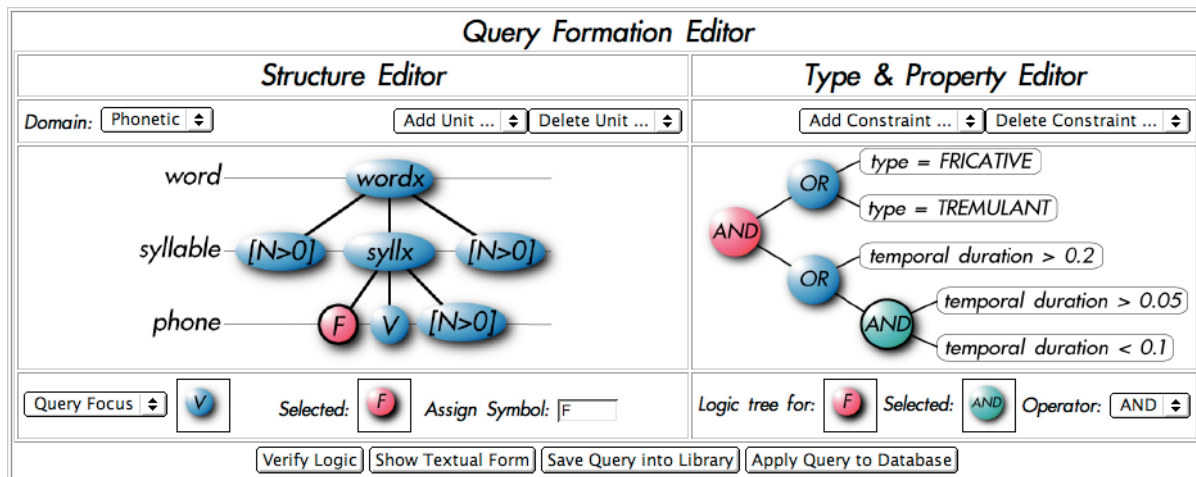 Query Formation Editor
Structure Editor
Type & Property Editor
Domain: Phonetic
Add Unit ... Delete Unit ...
Add Constraint ... Delete Constraint ...
word
wordx
syllable
[N>0]
syllx
[N>0]
phone
F
V
[N>0]
AND
OR
type = FRICATIVE
type = TREMULANT
OR
temporal duration > 0.2
AND
temporal duration > 0.05
temporal duration < 0.1
Query Focus V Selected: F Assign Symbol: F
Logic tree for: F Selected: AND Operator: AND
Verify Logic Show Textual Form Save Query into Library Apply Query to Database